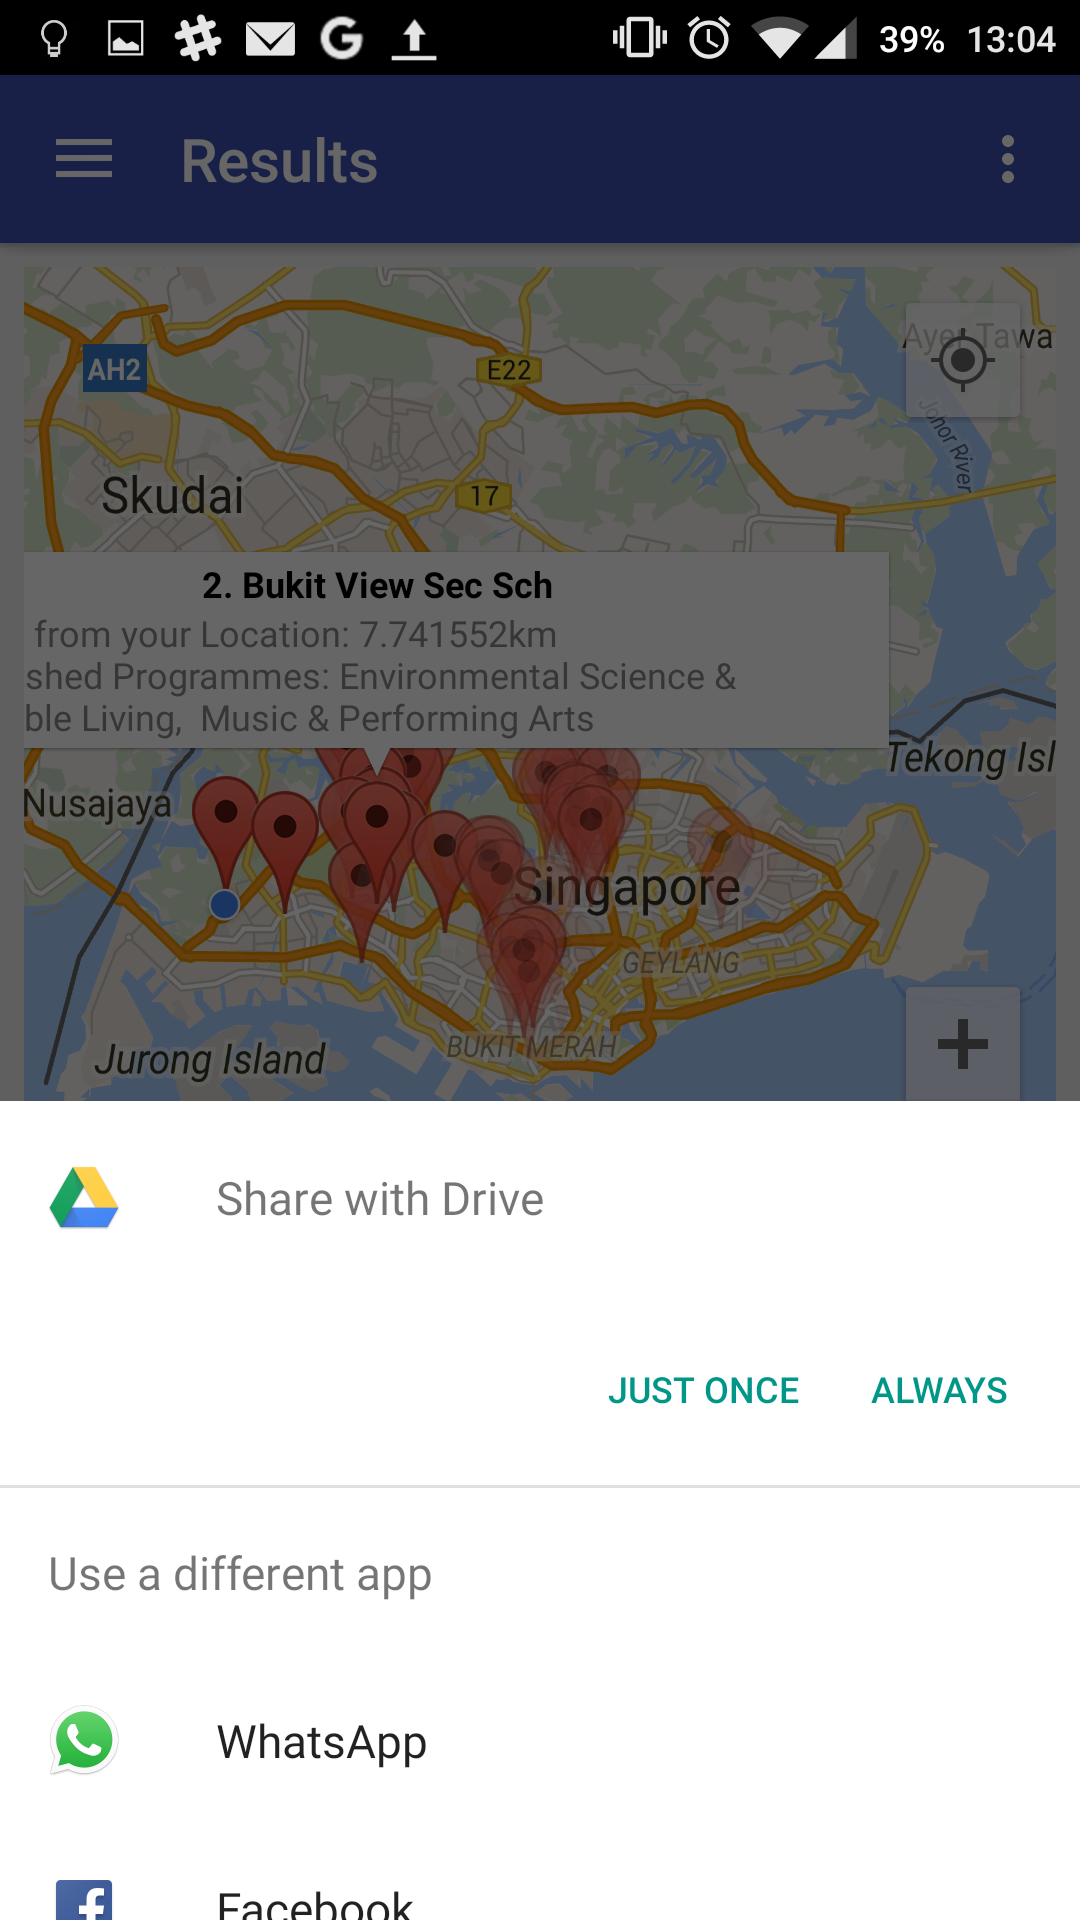 39% 13:04
Results
Ayer Tawa
AH2
E22
Johor River
Skudai
17
2. Bukit View Sec Sch
from your Location: 7.741552km
shed Programmes: Environmental Science &
ble Living, Music & Performing Arts
Tekong Isl
Nusajaya
Singapore
GEYLANG
BUKIT MERAH
Jurong Island
Share with Drive
JUST ONCE ALWAYS
Use a different app
WhatsApp
Facebook